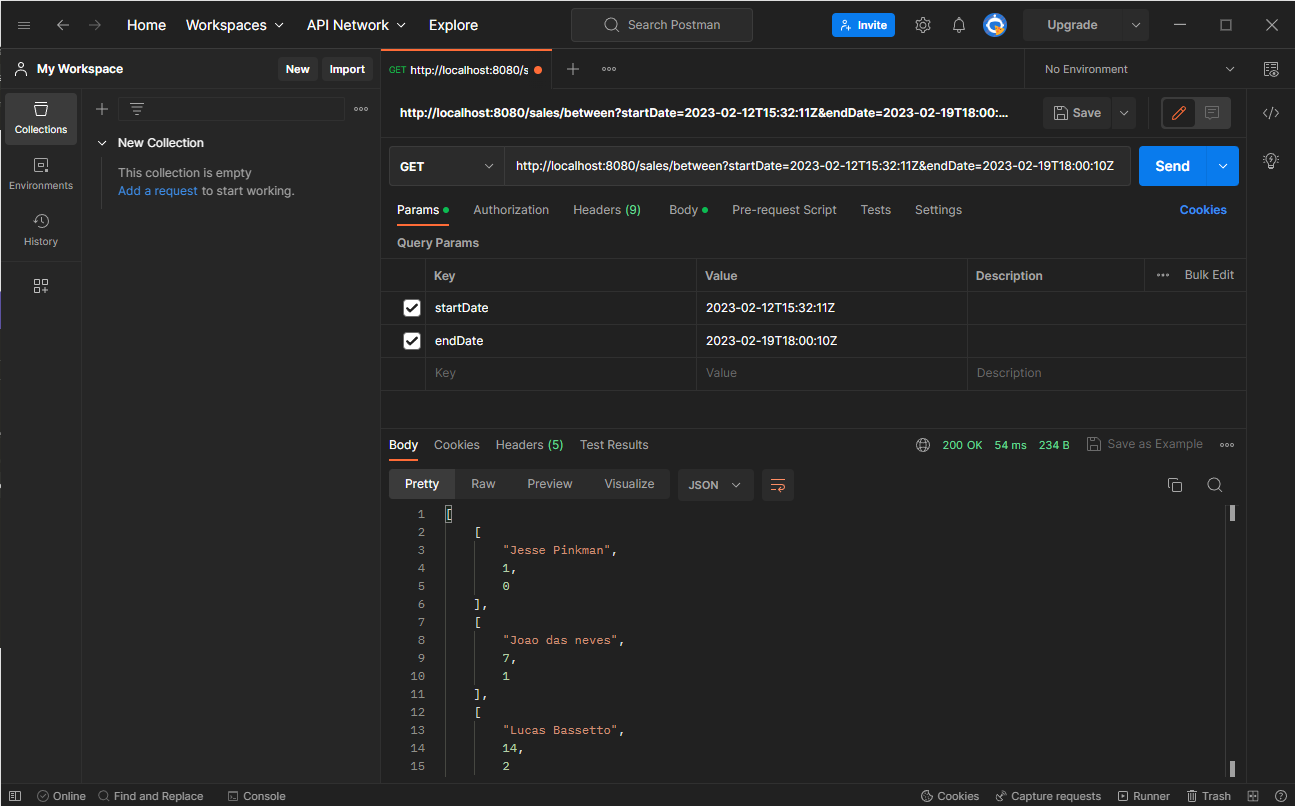 Home Workspaces API Network Explore Search Postman Invite Upgrade
My Workspace New Import GET http://localhost:8080/s No Environment
Collections
Environments
History
New Collection
This collection is empty
Add a request to start working.
http://localhost:8080/sales/between?startDate=2023-02-12T15:32:11Z&endDate=2023-02-19T18:00:... Save
GET http://localhost:8080/sales/between?startDate=2023-02-12T15:32:11Z&endDate=2023-02-19T18:00:10Z Send
Params Authorization Headers (9) Body Pre-request Script Tests Settings Cookies
Query Params
Key Value Description Bulk Edit
startDate 2023-02-12T15:32:11Z
endDate 2023-02-19T18:00:10Z
Key Value Description
Body Cookies Headers (5) Test Results 200 OK 54 ms 234 B Save as Example
Pretty Raw Preview Visualize JSON
1 [
2 [
3 "Jesse Pinkman",
4 1,
5 0
6 ],
7 [
8 "Joao das neves",
9 7,
10 1
11 ],
12 [
13 "Lucas Bassetto",
14 14,
15 2
Online Find and Replace Console Cookies Capture requests Runner Trash